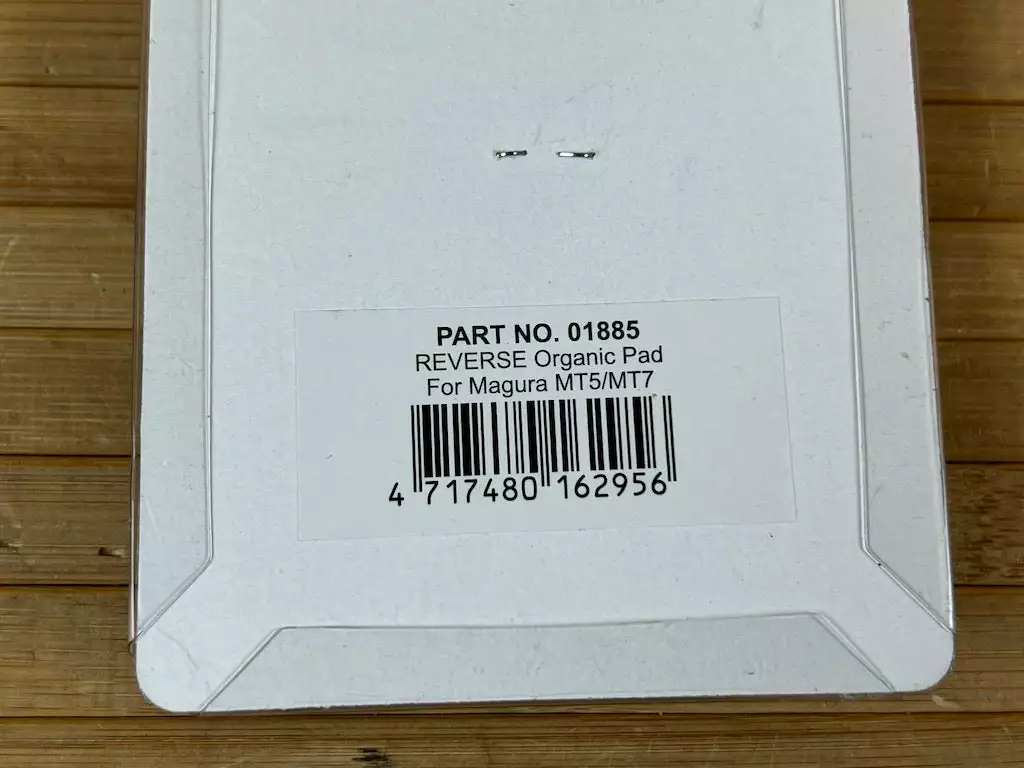 PART NO. 01885
REVERSE Organic Pad
For Magura MT5/MT7
4 717480 162956